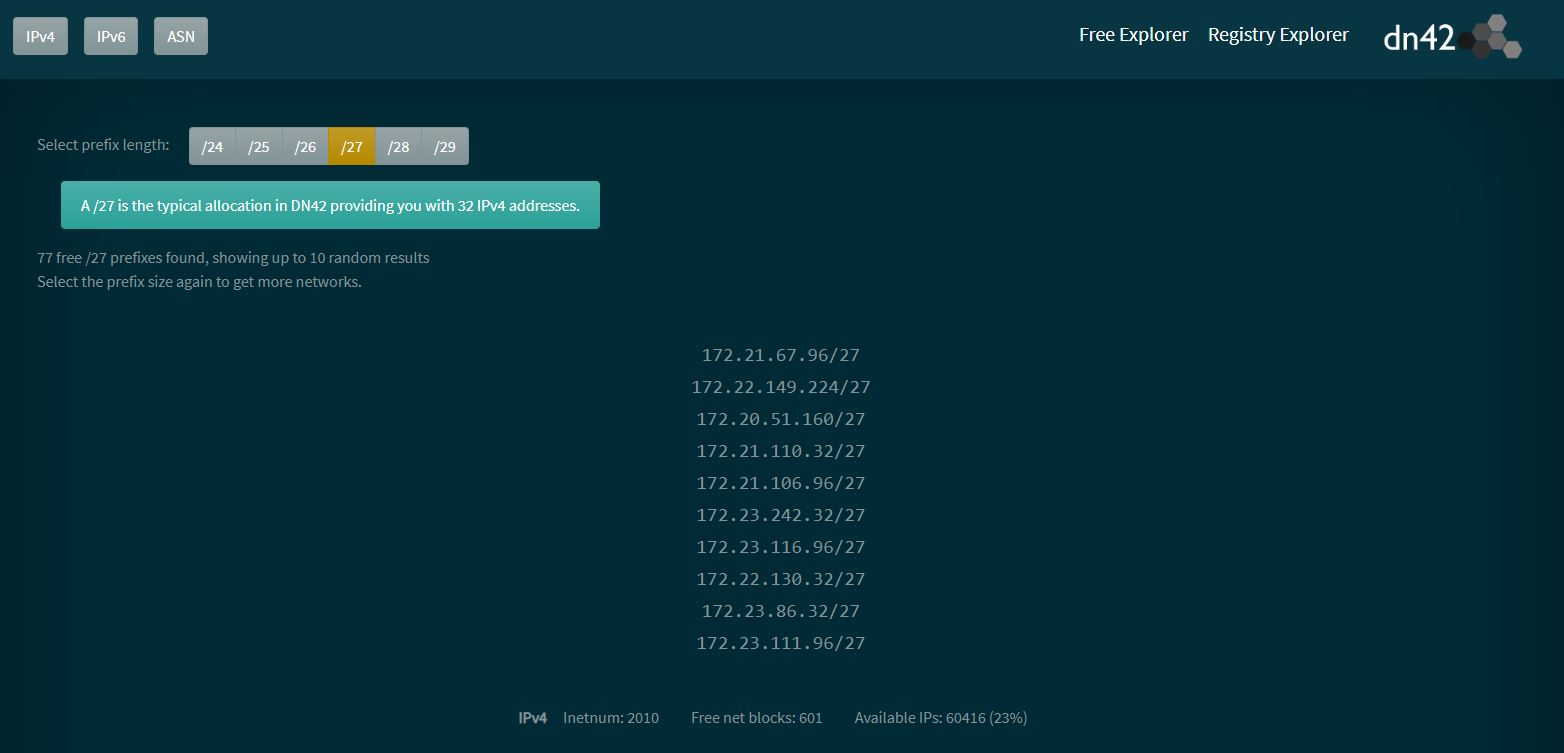 IPv4 IPv6 ASN Free Explorer Registry Explorer dn42
Select prefix length: /24 /25 /26 /27 /28 /29
A /27 is the typical allocation in DN42 providing you with 32 IPv4 addresses.
77 free /27 prefixes found, showing up to 10 random results
Select the prefix size again to get more networks.
172.21.67.96/27
172.22.149.224/27
172.20.51.160/27
172.21.110.32/27
172.21.106.96/27
172.23.242.32/27
172.23.116.96/27
172.22.130.32/27
172.23.86.32/27
172.23.111.96/27
IPv4 Inetnum: 2010 Free net blocks: 601 Available IPs: 60416 (23%)